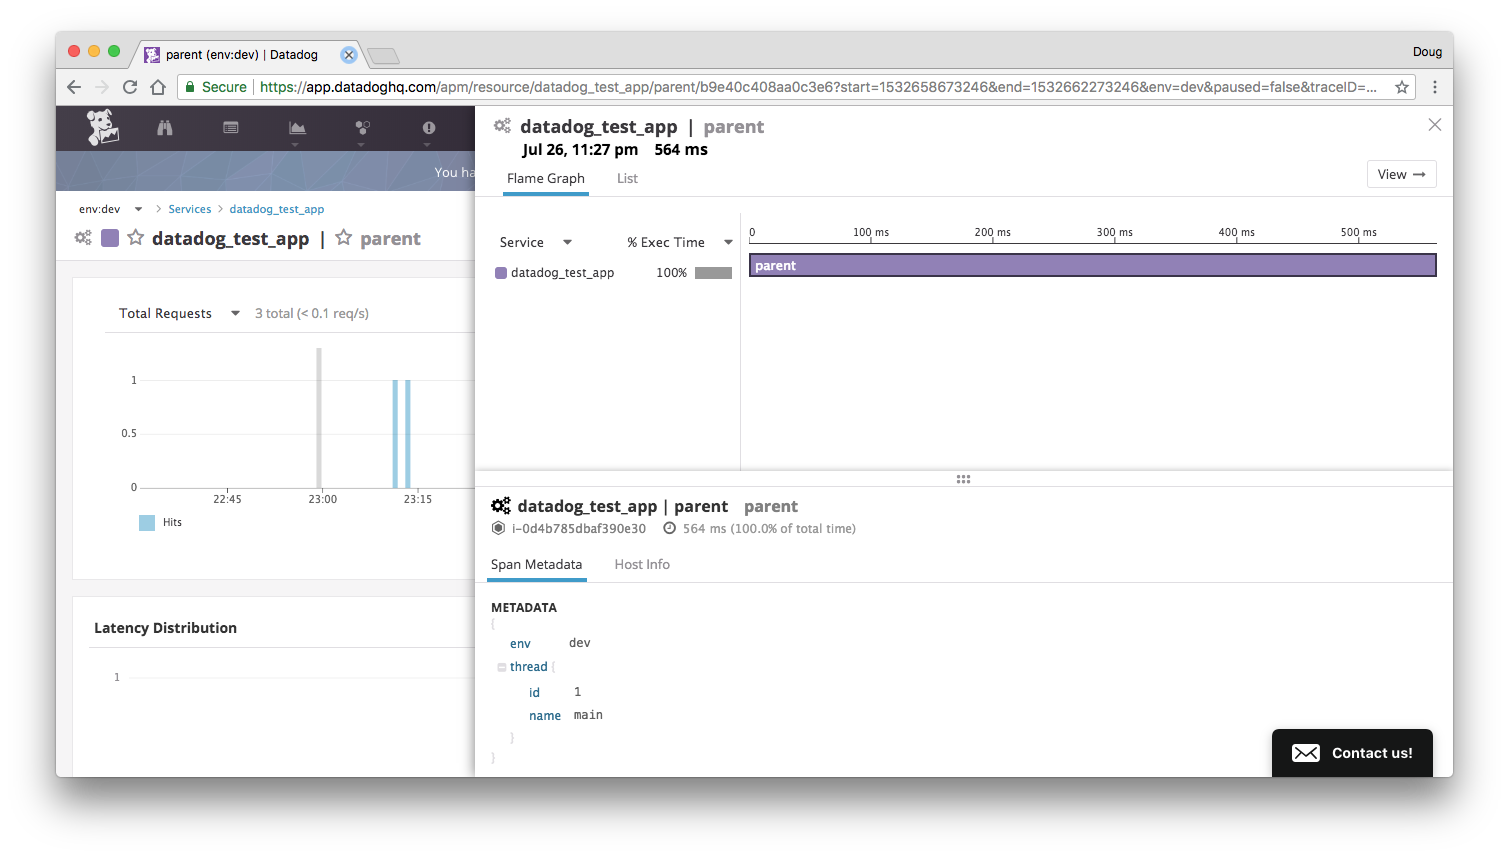 parent (env:dev) | Datadog
Doug
Secure https://app.datadoghq.com/apm/resource/datadog_test_app/parent/b9e40c408aa0c3e6?start=1532658673246&end=1532662273246&env=dev&paused=false&traceID=...
You ha
env:dev > Services > datadog_test_app
datadog_test_app | parent
Total Requests 3 total (< 0.1 req/s)
1
0.5
0
22:45 23:00 23:15
Hits
Latency Distribution
1
datadog_test_app | parent
Jul 26, 11:27 pm 564 ms
Flame Graph List
View →
Service % Exec Time
0 100 ms 200 ms 300 ms 400 ms 500 ms
datadog_test_app 100%
parent
datadog_test_app | parent parent
i-0d4b785dbaf390e30 564 ms (100.0% of total time)
Span Metadata Host Info
METADATA
{
env dev
thread {
id 1
name main
}
}
Contact us!